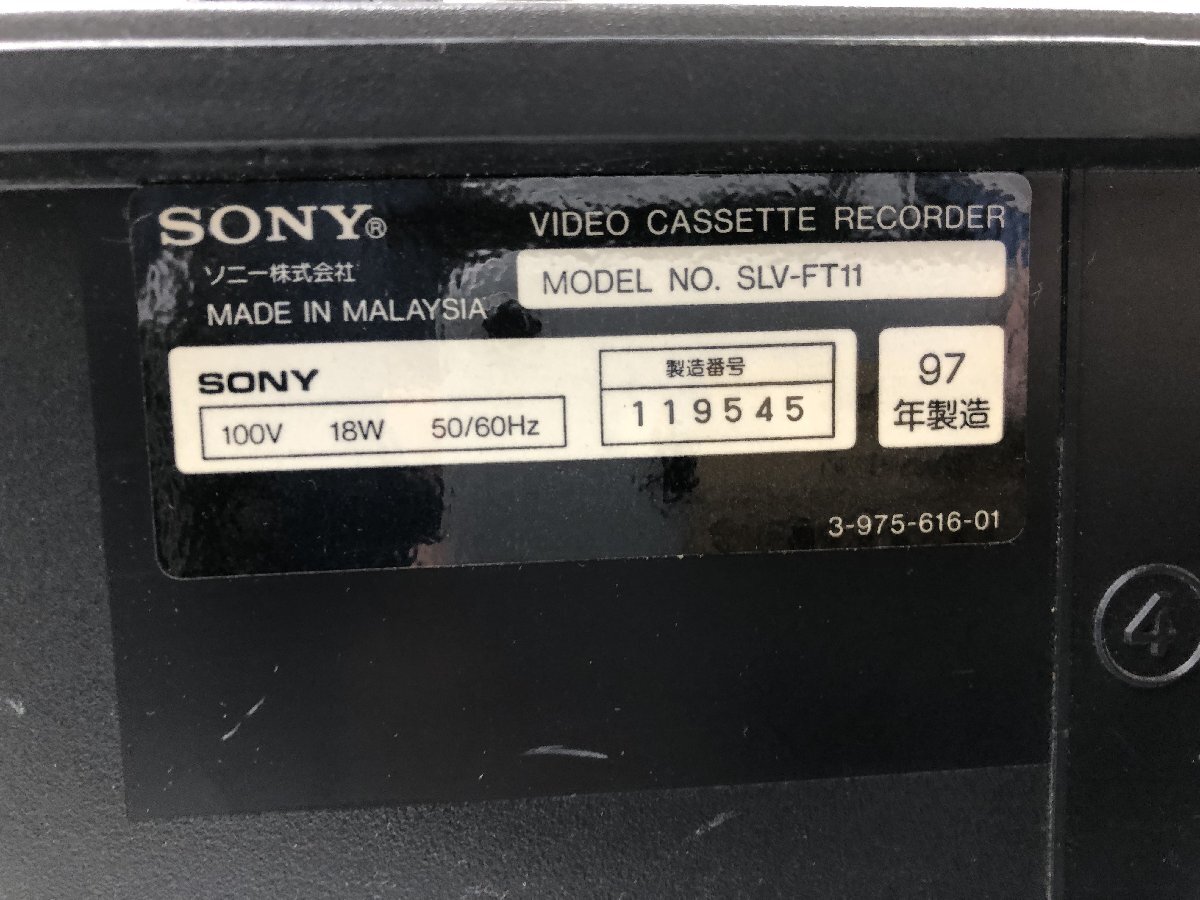 SONY®
VIDEO CASSETTE RECORDER
ソニー株式会社
MODEL NO. SLV-FT11
MADE IN MALAYSIA
SONY
100V 18W 50/60Hz
製造番号
119545
97
年製造
3-975-616-01
4